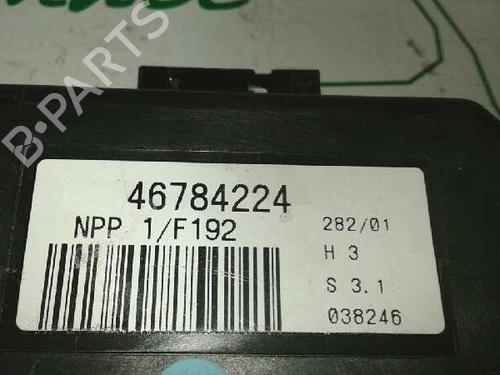 B-PARTS
46784224
NPP 1/F192
282/01
H 3
S 3.1
038246